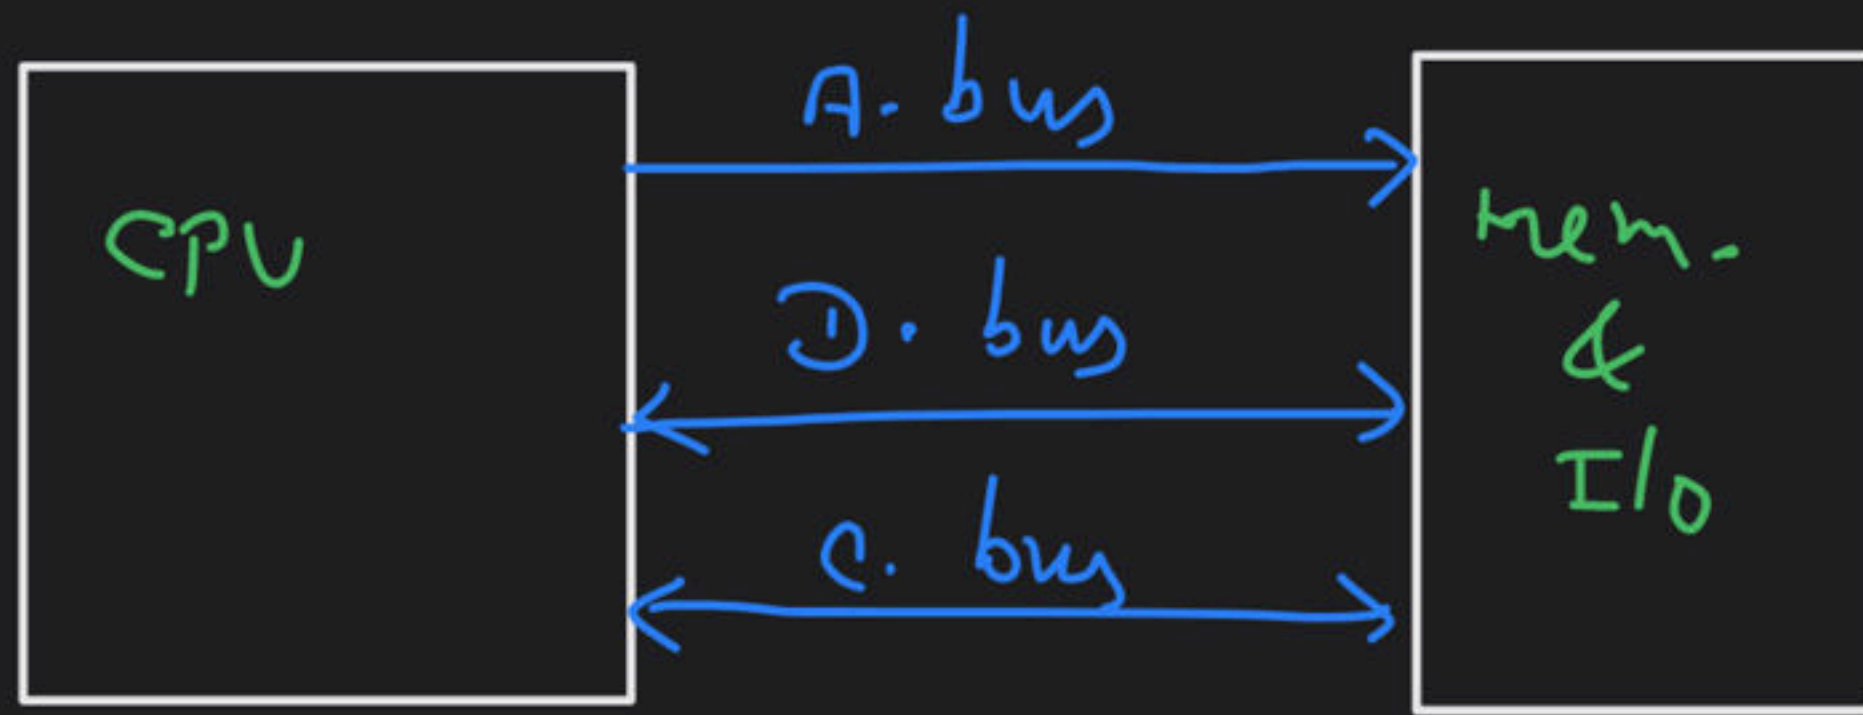 CPU
A. bus
D. bus
C. bus
Mem.
&
I/O